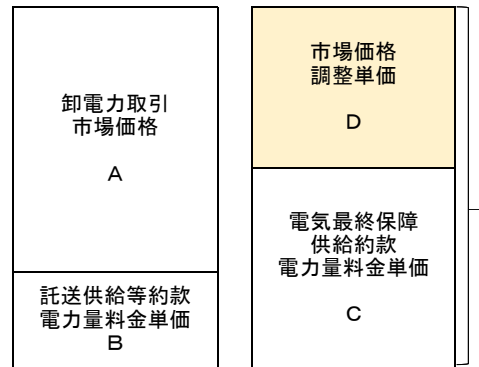 卸電力取引
市場価格
A
託送供給等約款
電力量料金単価
B
市場価格
調整単価
D
電気最終保障
供給約款
電力量料金単価
C